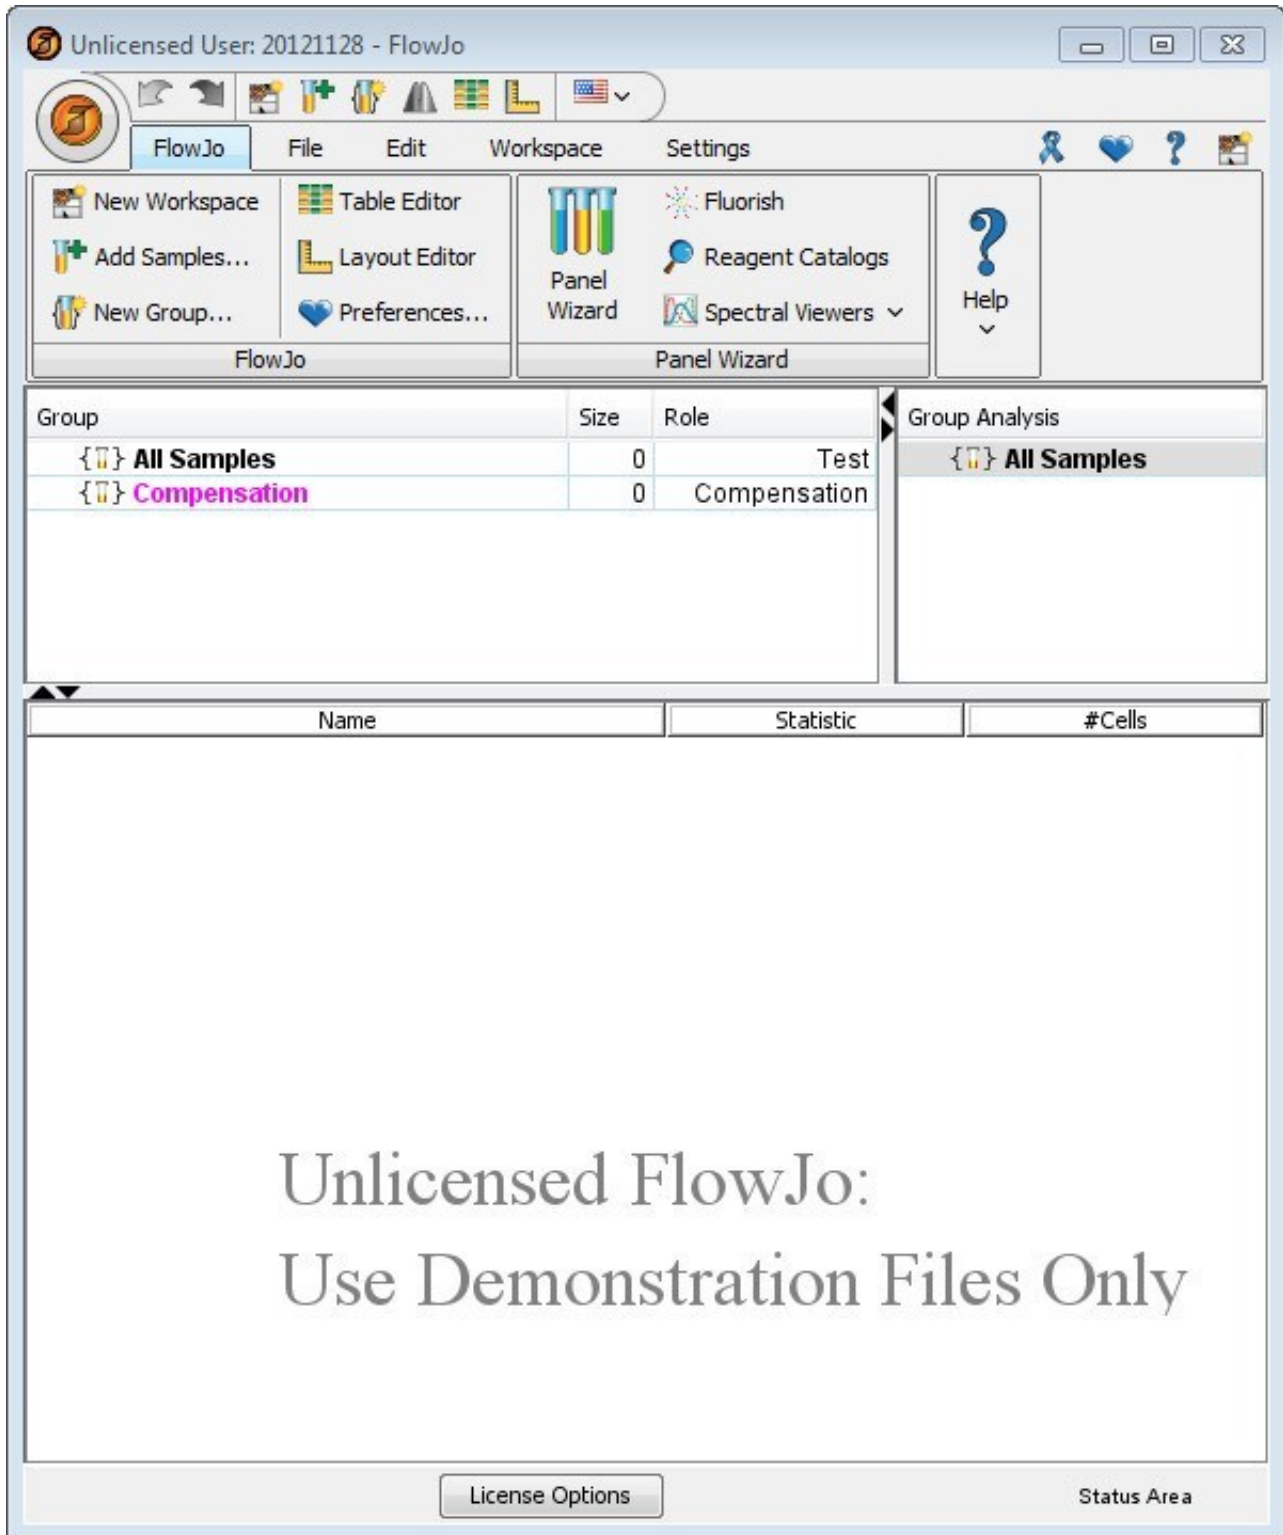 Unlicensed User: 20121128 - FlowJo
FlowJo File Edit Workspace Settings
New Workspace Table Editor Fluorish
Add Samples... Layout Editor Reagent Catalogs
Panel Wizard
New Group... Preferences... Spectral Viewers
Help
FlowJo Panel Wizard
Group Size Role Group Analysis
{ } All Samples 0 Test { } All Samples
{ } Compensation 0 Compensation
Name Statistic #Cells
Unlicensed FlowJo:
Use Demonstration Files Only
License Options Status Area